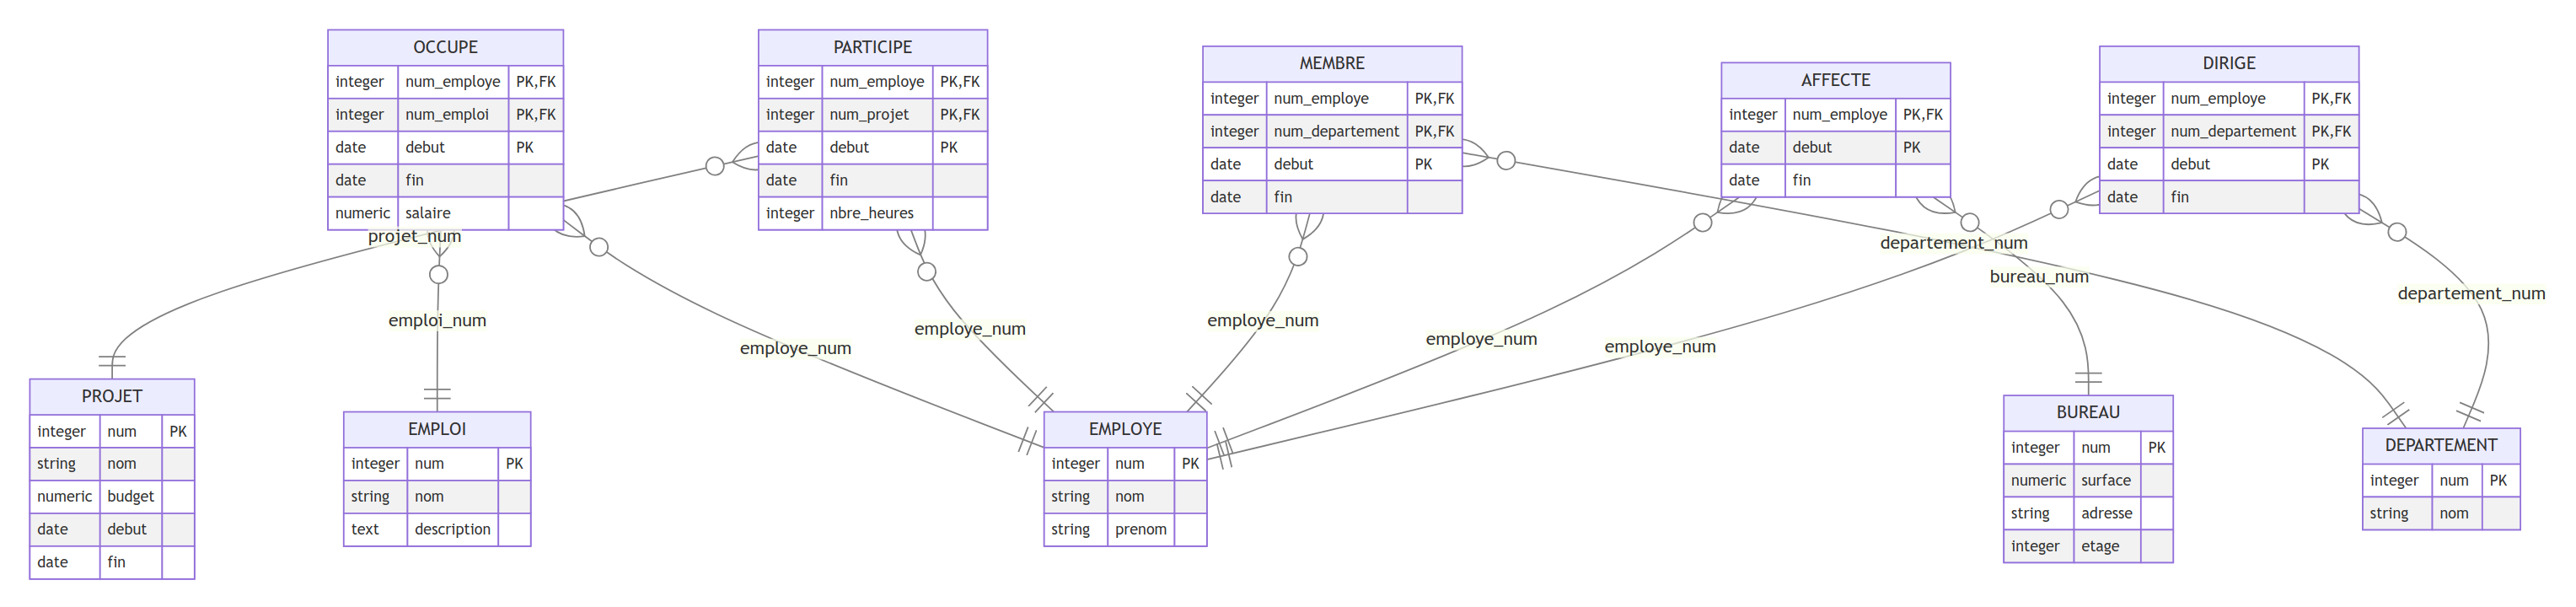 OCCUPE
integer num_employe PK,FK
integer num_emploi PK,FK
date debut PK
date fin
numeric salaire
PARTICIPE
integer num_employe PK,FK
integer num_projet PK,FK
date debut PK
date fin
integer nbre_heures
MEMBRE
integer num_employe PK,FK
integer num_departement PK,FK
date debut PK
date fin
AFFECTE
integer num_employe PK,FK
date debut PK
date fin
DIRIGE
integer num_employe PK,FK
integer num_departement PK,FK
date debut PK
date fin
projet_num
emploi_num
employe_num
employe_num
employe_num
employe_num
employe_num
departement_num
bureau_num
departement_num
PROJET
integer num PK
string nom
numeric budget
date debut
date fin
EMPLOI
integer num PK
string nom
text description
EMPLOYE
integer num PK
string nom
string prenom
BUREAU
integer num PK
numeric surface
string adresse
integer etage
DEPARTEMENT
integer num PK
string nom